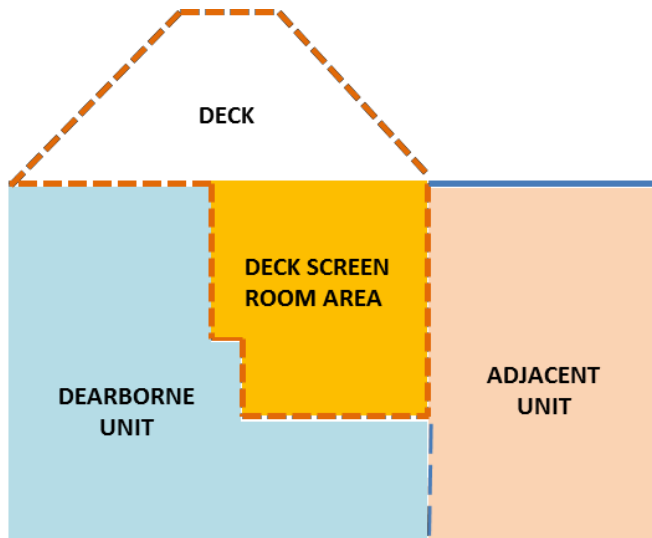 DECK
DECK SCREEN
ROOM AREA
DEARBORNE
UNIT
ADJACENT
UNIT